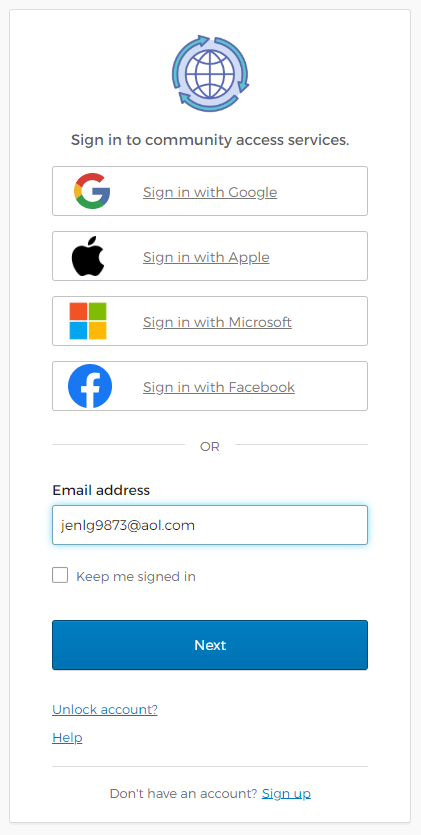 Sign in to community access services.
Sign in with Google
Sign in with Apple
Sign in with Microsoft
Sign in with Facebook
OR
Email address
jenlg9873@aol.com
Keep me signed in
Next
Unlock account?
Help
Don't have an account? Sign up